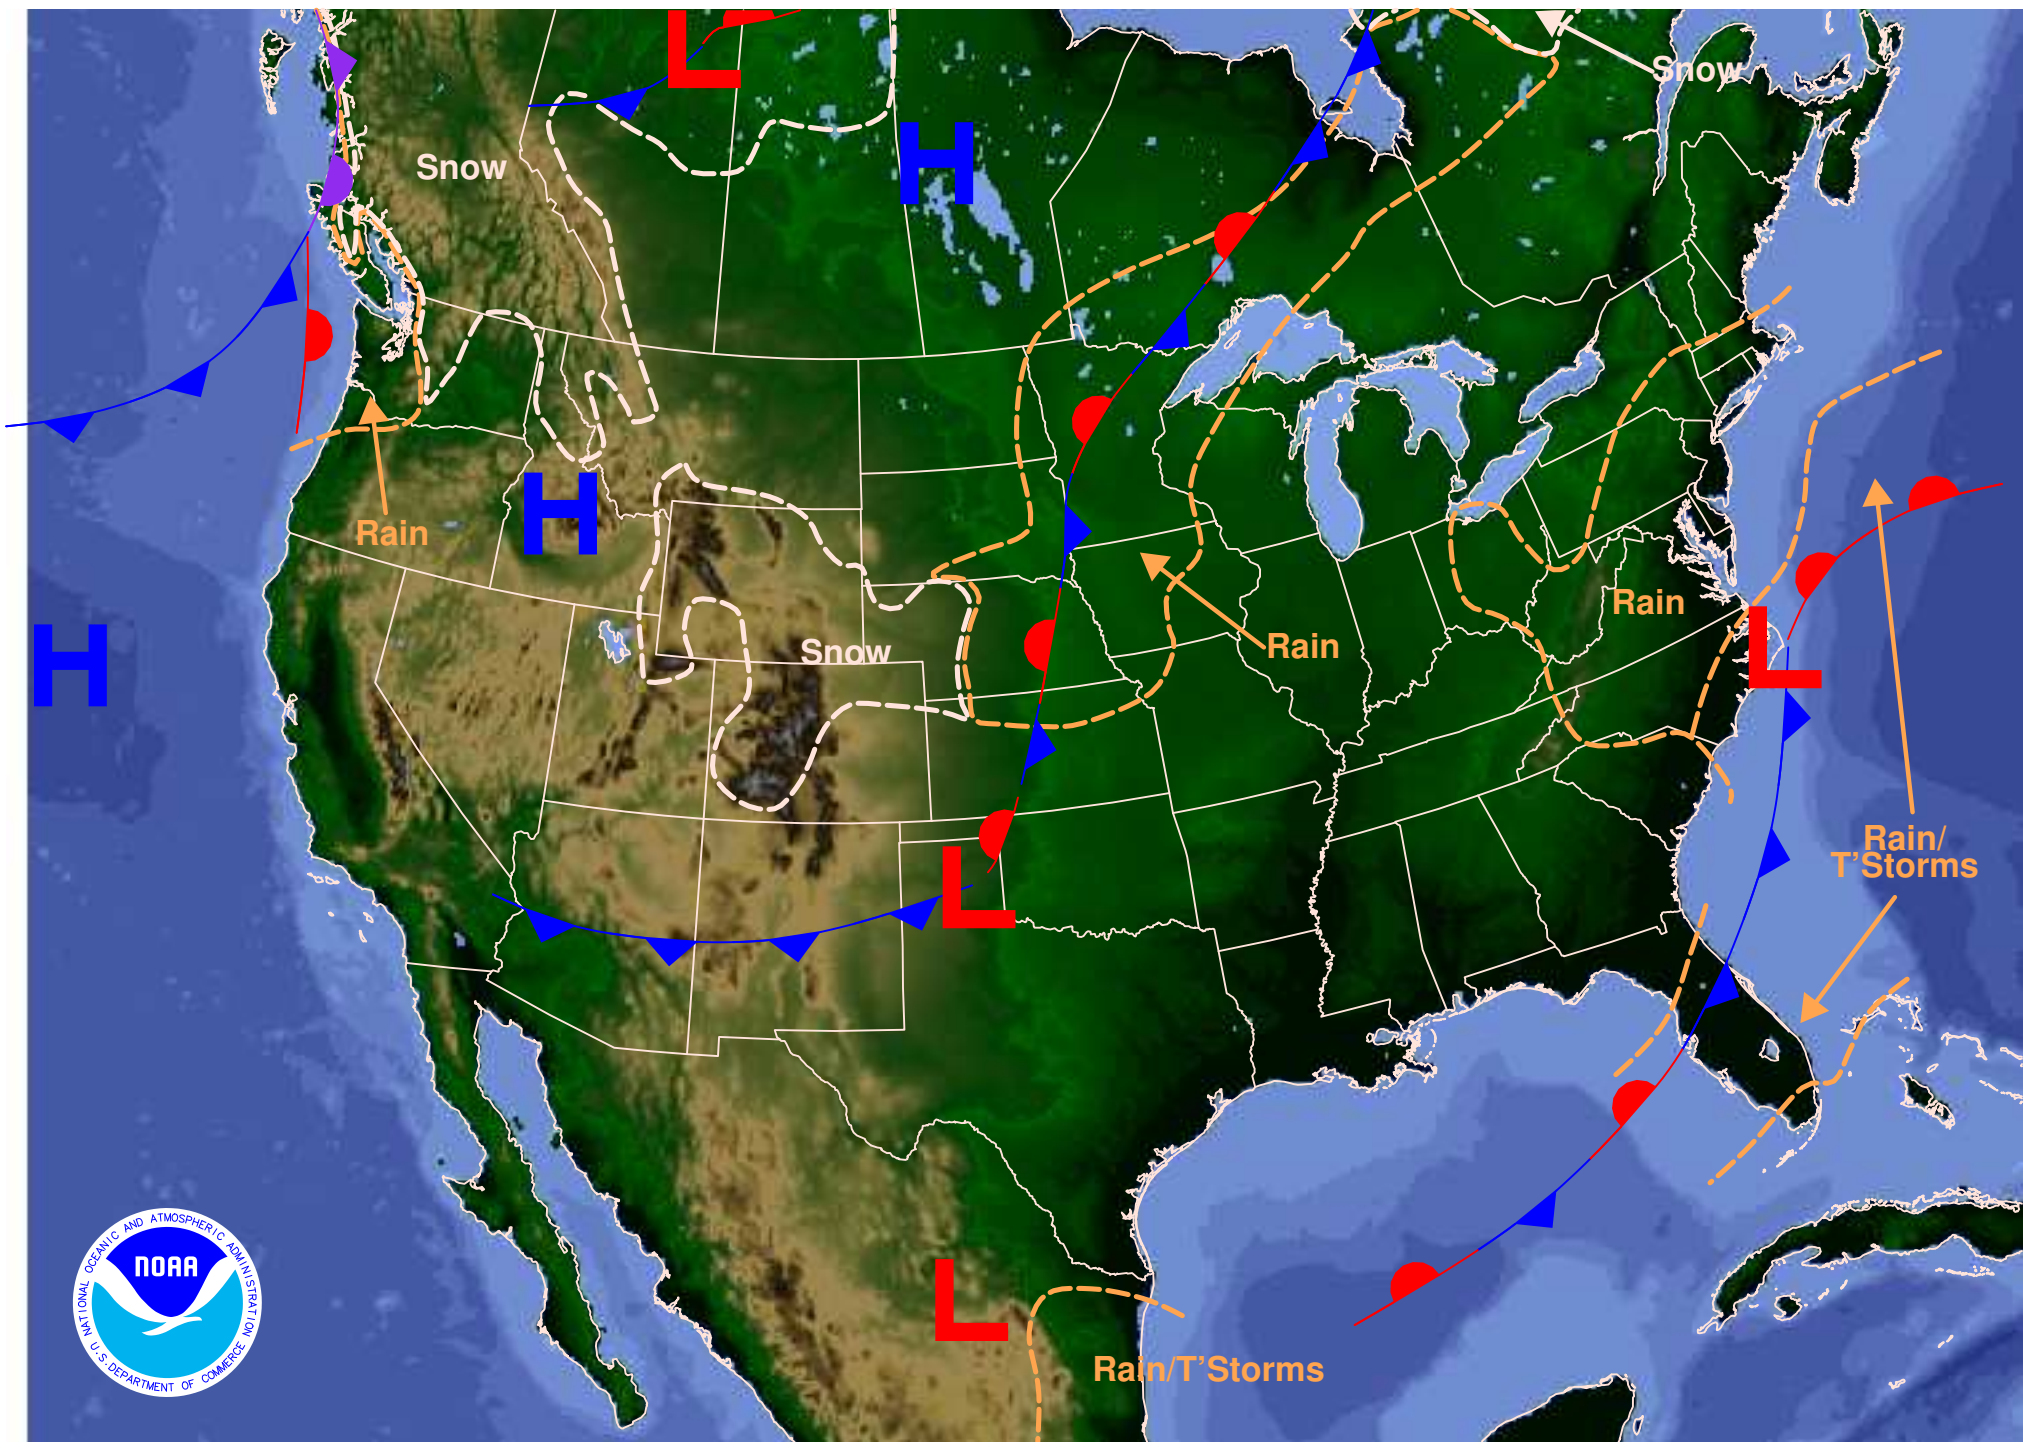 L
Snow
H
Snow
H
Rain
H
Snow
Rain
Rain
L
L
Rain/
T'Storms
L
Rain/T'Storms
NOAA
NATIONAL OCEANIC AND ATMOSPHERIC ADMINISTRATION
U.S. DEPARTMENT OF COMMERCE